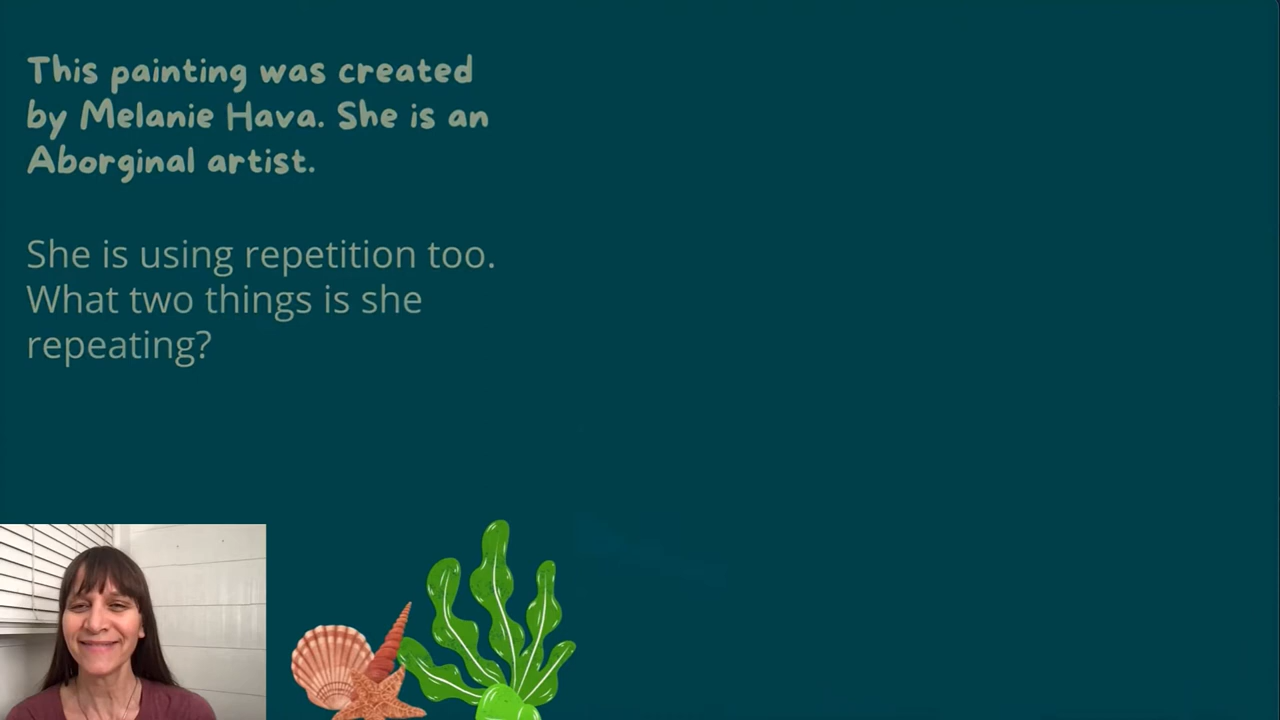 This painting was created
by Melanie Hava. She is an
Aborginal artist.
She is using repetition too.
What two things is she
repeating?